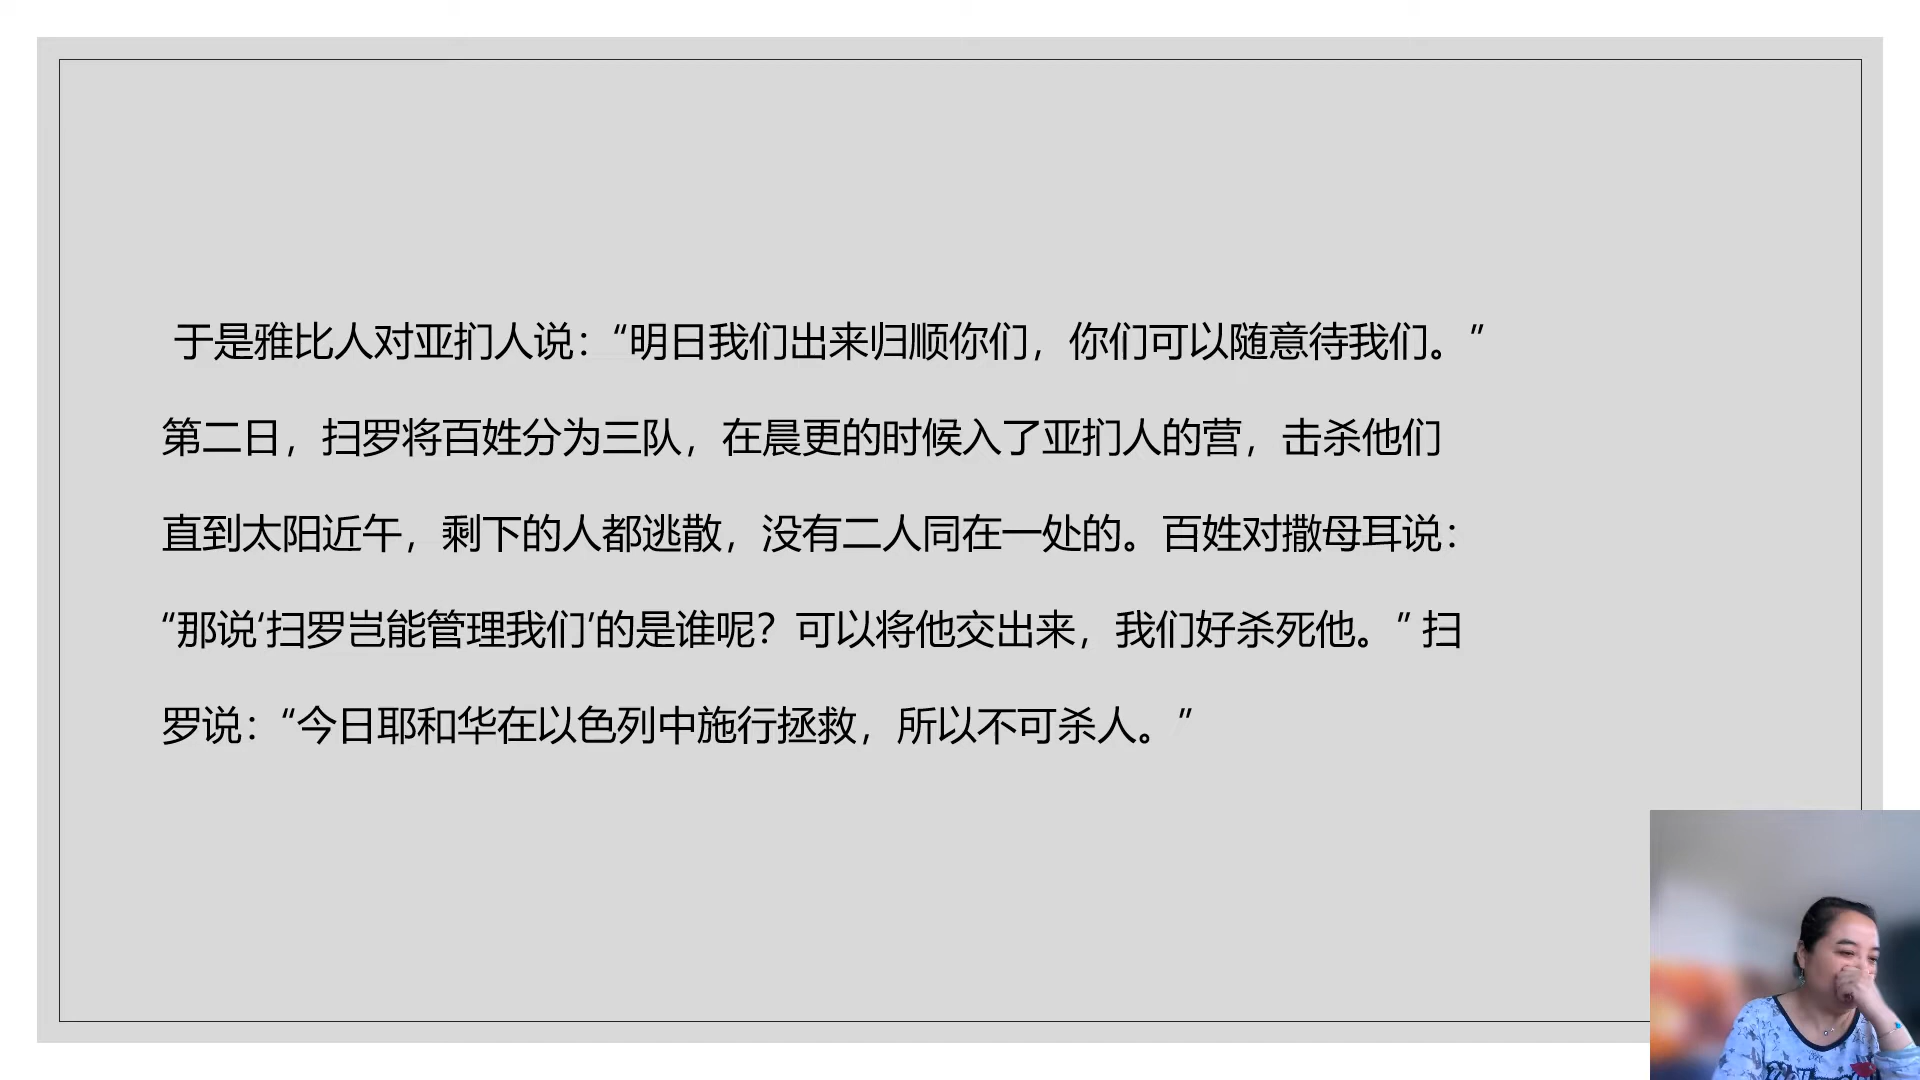 于是雅比人对亚扪人说：“明日我们出来归顺你们，你们可以随意待我们。”
第二日，扫罗将百姓分为三队，在晨更的时候入了亚扪人的营，击杀他们
直到太阳近午，剩下的人都逃散，没有二人同在一处的。百姓对撒母耳说：
“那说‘扫罗岂能管理我们’的是谁呢？可以将他交出来，我们好杀死他。” 扫
罗说：“今日耶和华在以色列中施行拯救，所以不可杀人。”